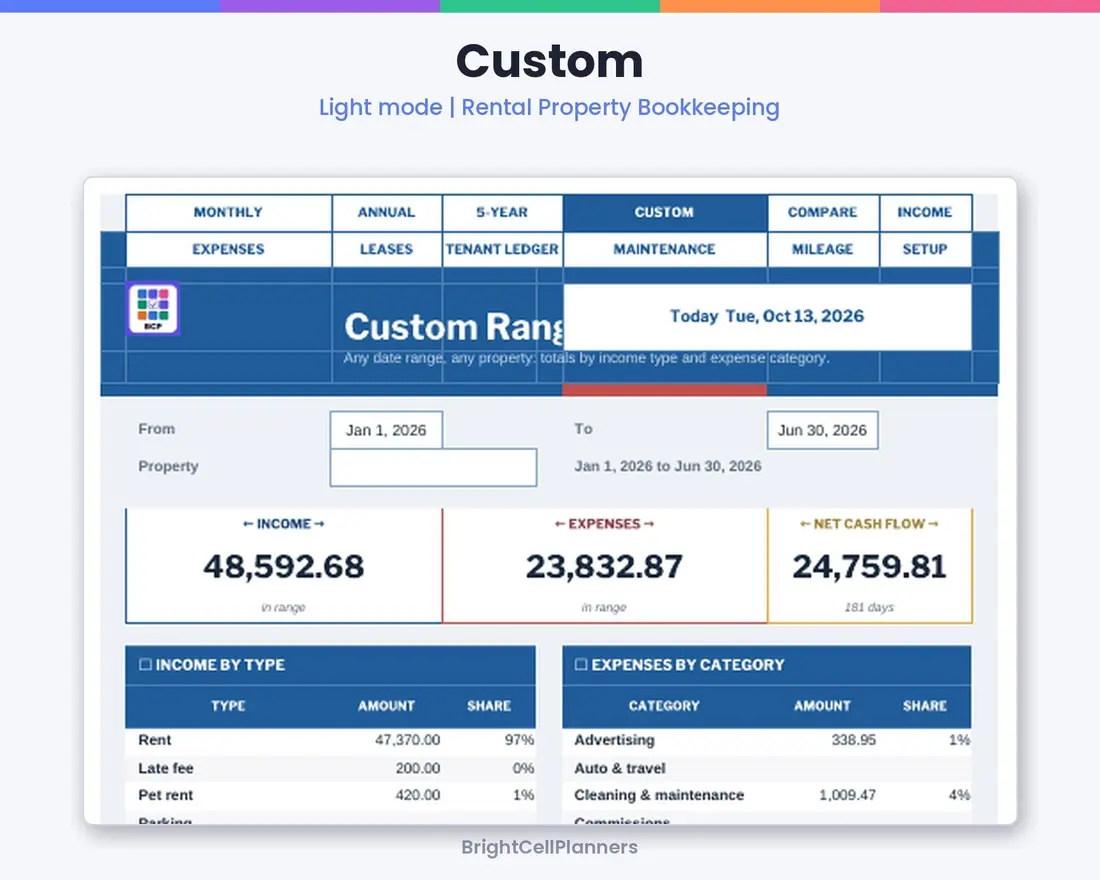 Custom
Light mode | Rental Property Bookkeeping
MONTHLY ANNUAL 5-YEAR CUSTOM COMPARE INCOME
EXPENSES LEASES TENANT LEDGER MAINTENANCE MILEAGE SETUP
BCP
Custom Rang
Today Tue, Oct 13, 2026
Any date range, any property: totals by income type and expense category.
From Jan 1, 2026 To Jun 30, 2026
Property Jan 1, 2026 to Jun 30, 2026
← INCOME → ← EXPENSES → ← NET CASH FLOW →
48,592.68 23,832.87 24,759.81
in range in range 181 days
☐ INCOME BY TYPE ☐ EXPENSES BY CATEGORY
TYPE AMOUNT SHARE CATEGORY AMOUNT SHARE
Rent 47,370.00 97% Advertising 338.95 1%
Late fee 200.00 0% Auto & travel
Pet rent 420.00 1% Cleaning & maintenance 1,009.47 4%
Parking Commissions
BrightCellPlanners